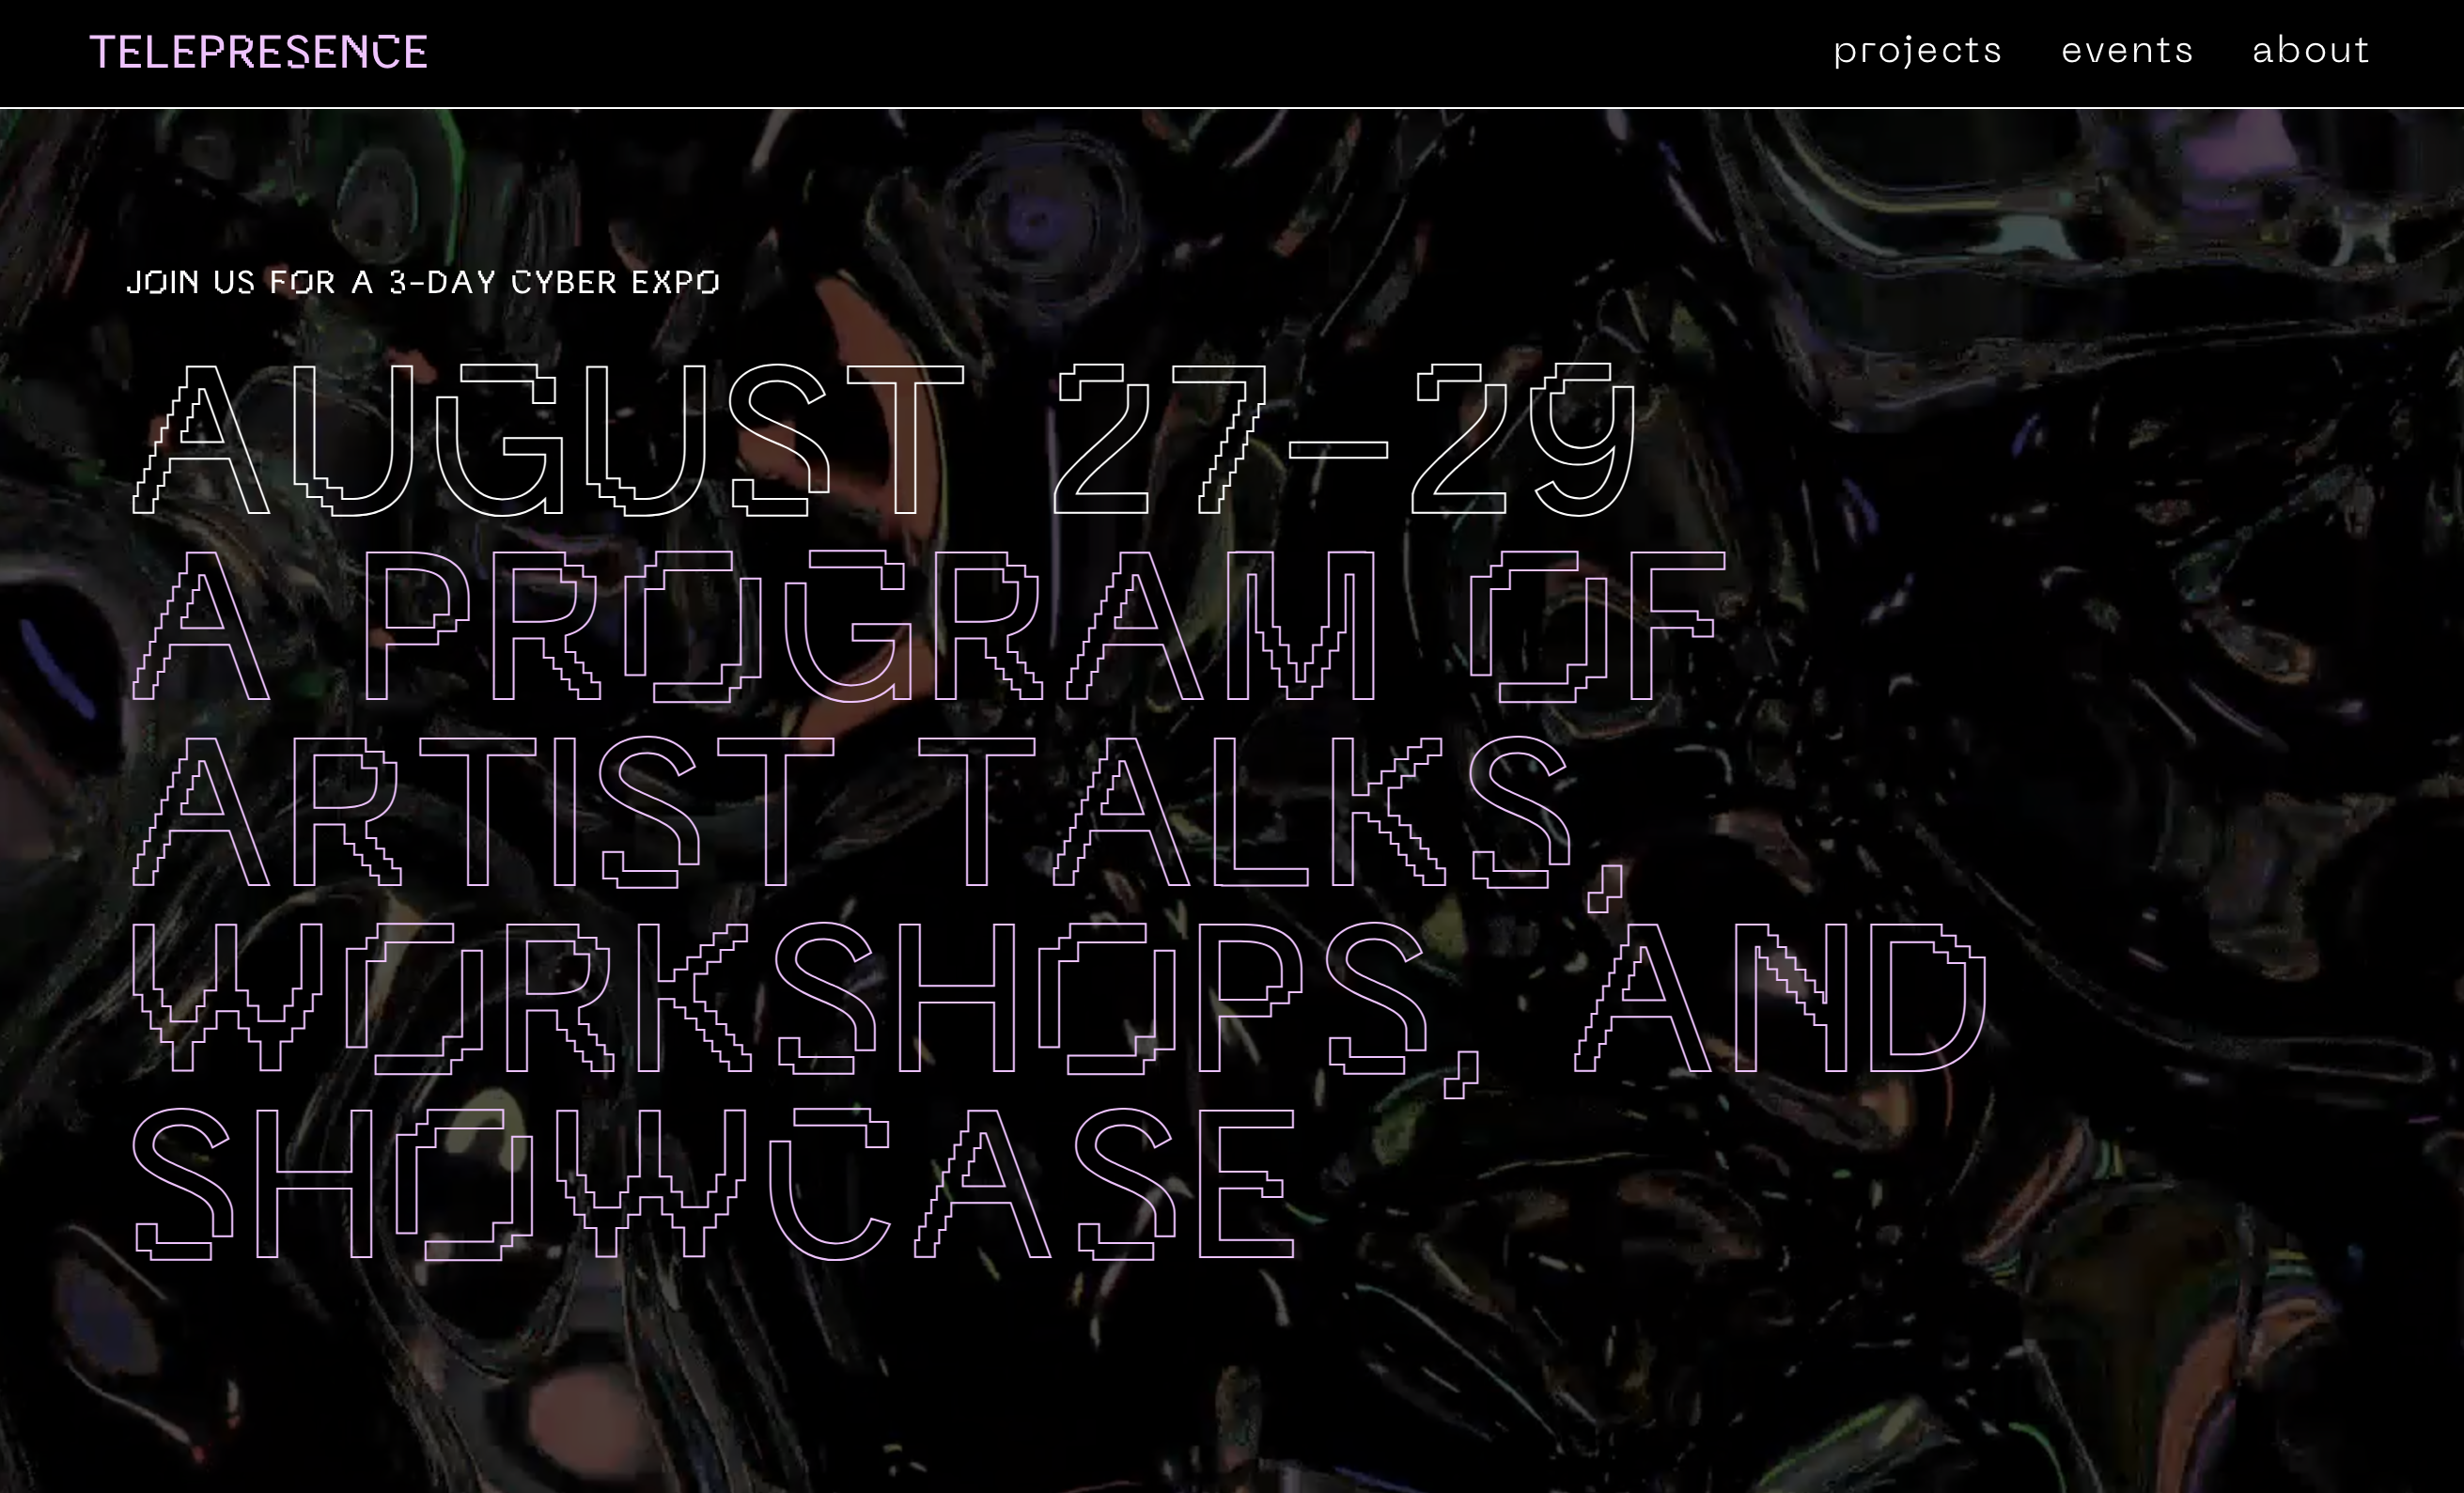 TELEPRESENCE
projects events about
JOIN US FOR A 3-DAY CYBER EXPO
AUGUST 27-29
A PROGRAM OF
ARTIST TALKS,
WORKSHOPS, AND
SHOWCASE